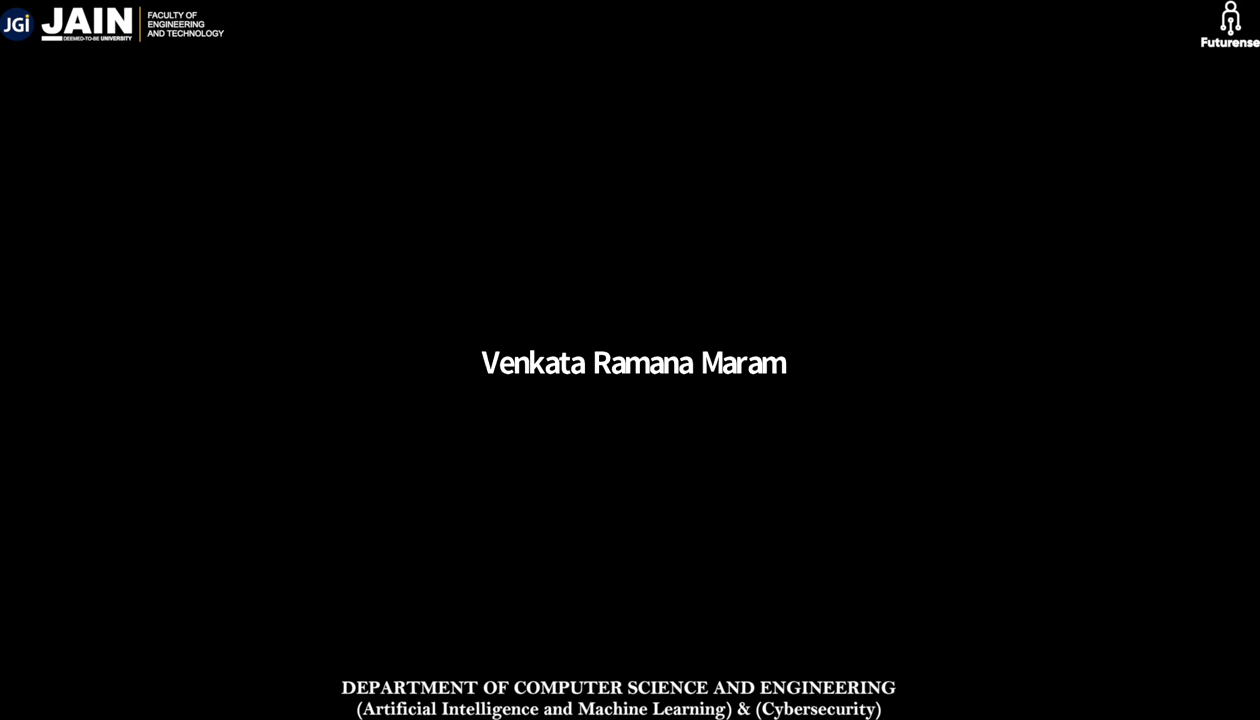 JGi
JAIN
DEEMED-TO-BE UNIVERSITY
FACULTY OF
ENGINEERING
AND TECHNOLOGY
Futurense
Venkata Ramana Maram
DEPARTMENT OF COMPUTER SCIENCE AND ENGINEERING
(Artificial Intelligence and Machine Learning) & (Cybersecurity)